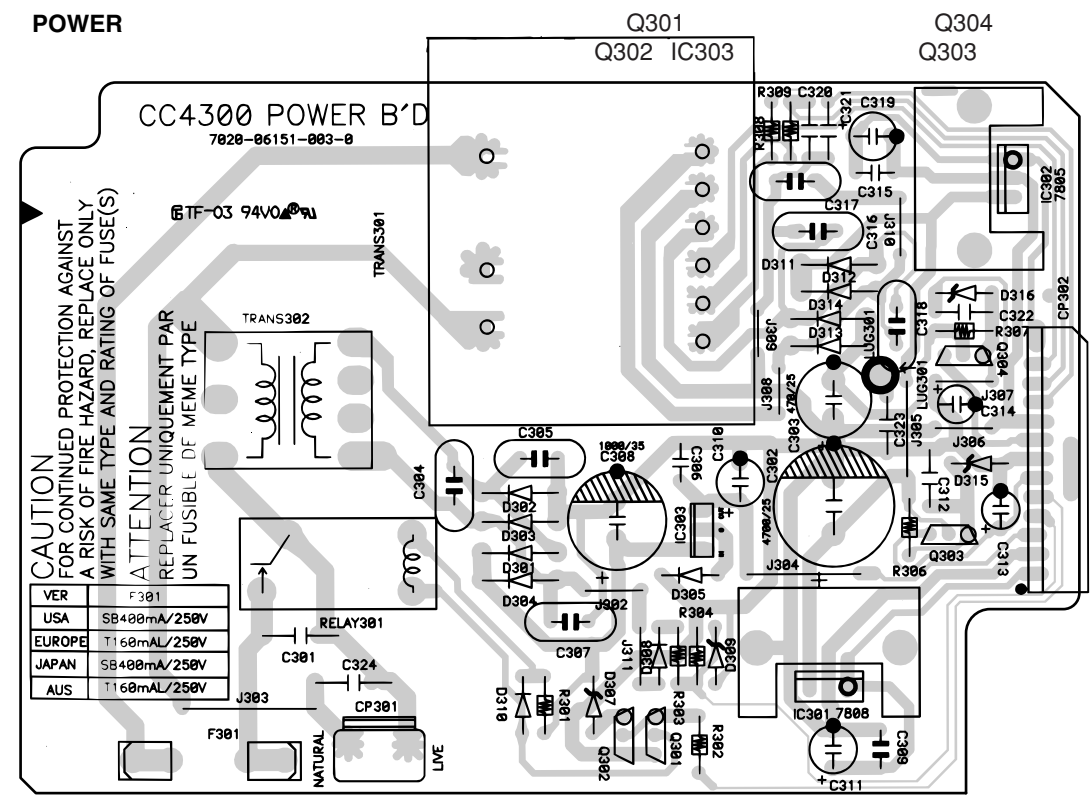 POWER
Q301
Q304
Q302 IC303
Q303
CC4300 POWER B'D
7020-06151-003-0
TF-03 94V0
R309 C320
C321
C319
R308
C315
C317
C316
J310
IC302
7805
TRANS301
D311
D312
D314
D313
LUG301
C318
D316
C322
R307
CP302
Q304
TRANS302
J309
J308
470/25
C303
LUG301
J305
C323
J307
C314
J306
CAUTION
FOR CONTINUED PROTECTION AGAINST
A RISK OF FIRE HAZARD, REPLACE ONLY
WITH SAME TYPE AND RATING OF FUSE(S)
ATTENTION
REPLACER UNIQUEMENT PAR
UN FUSIBLE DE MEME TYPE
C304
C305
1000/35
C308
C306
C310
C302
4700/25
D315
C312
C313
D302
D303
D301
D304
IC303
J304
R306
Q303
J302
D305
R304
VER F301
USA SB400mA/250V
EUROPE T160mAL/250V
JAPAN SB400mA/250V
AUS T160mAL/250V
RELAY301
C301
C324
C307
J311
D308
D309
J303
CP301
D310
R301
D307
R303
IC301 7808
F301
NATURAL
LIVE
Q302
Q301
R302
C309
C311